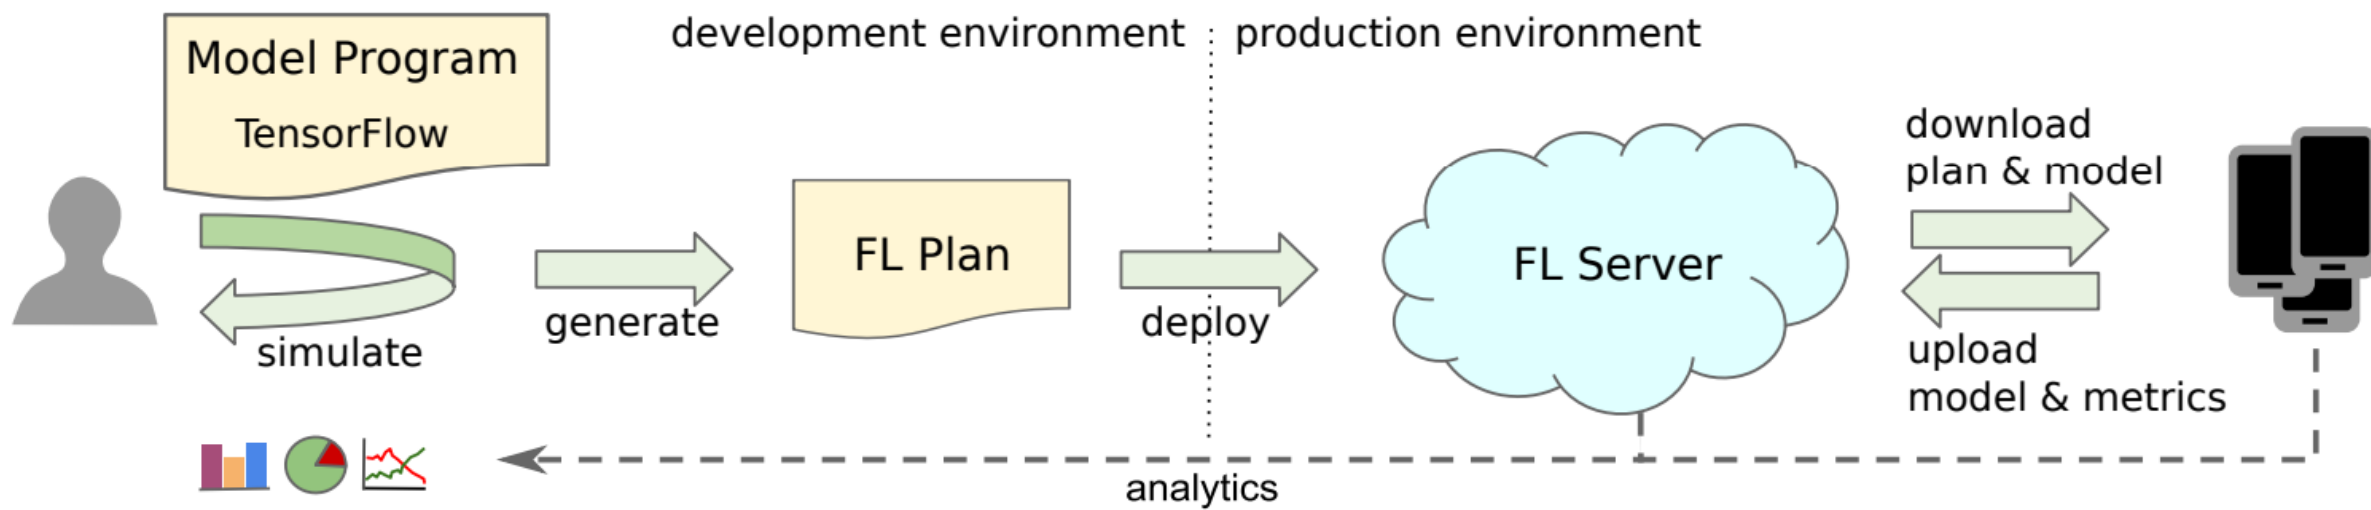 Model Program
TensorFlow
development environment
production environment
simulate
generate
FL Plan
deploy
FL Server
download
plan & model
upload
model & metrics
analytics